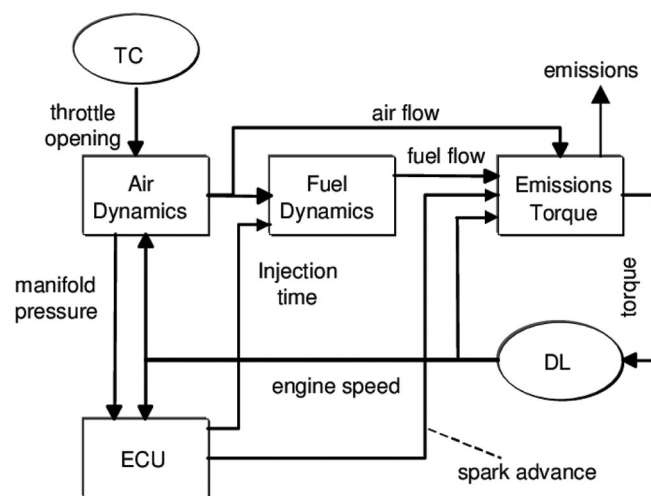 TC
emissions
throttle
opening
air flow
fuel flow
Air
Dynamics
Fuel
Dynamics
Emissions
Torque
manifold
pressure
Injection
time
torque
DL
engine speed
ECU
spark advance